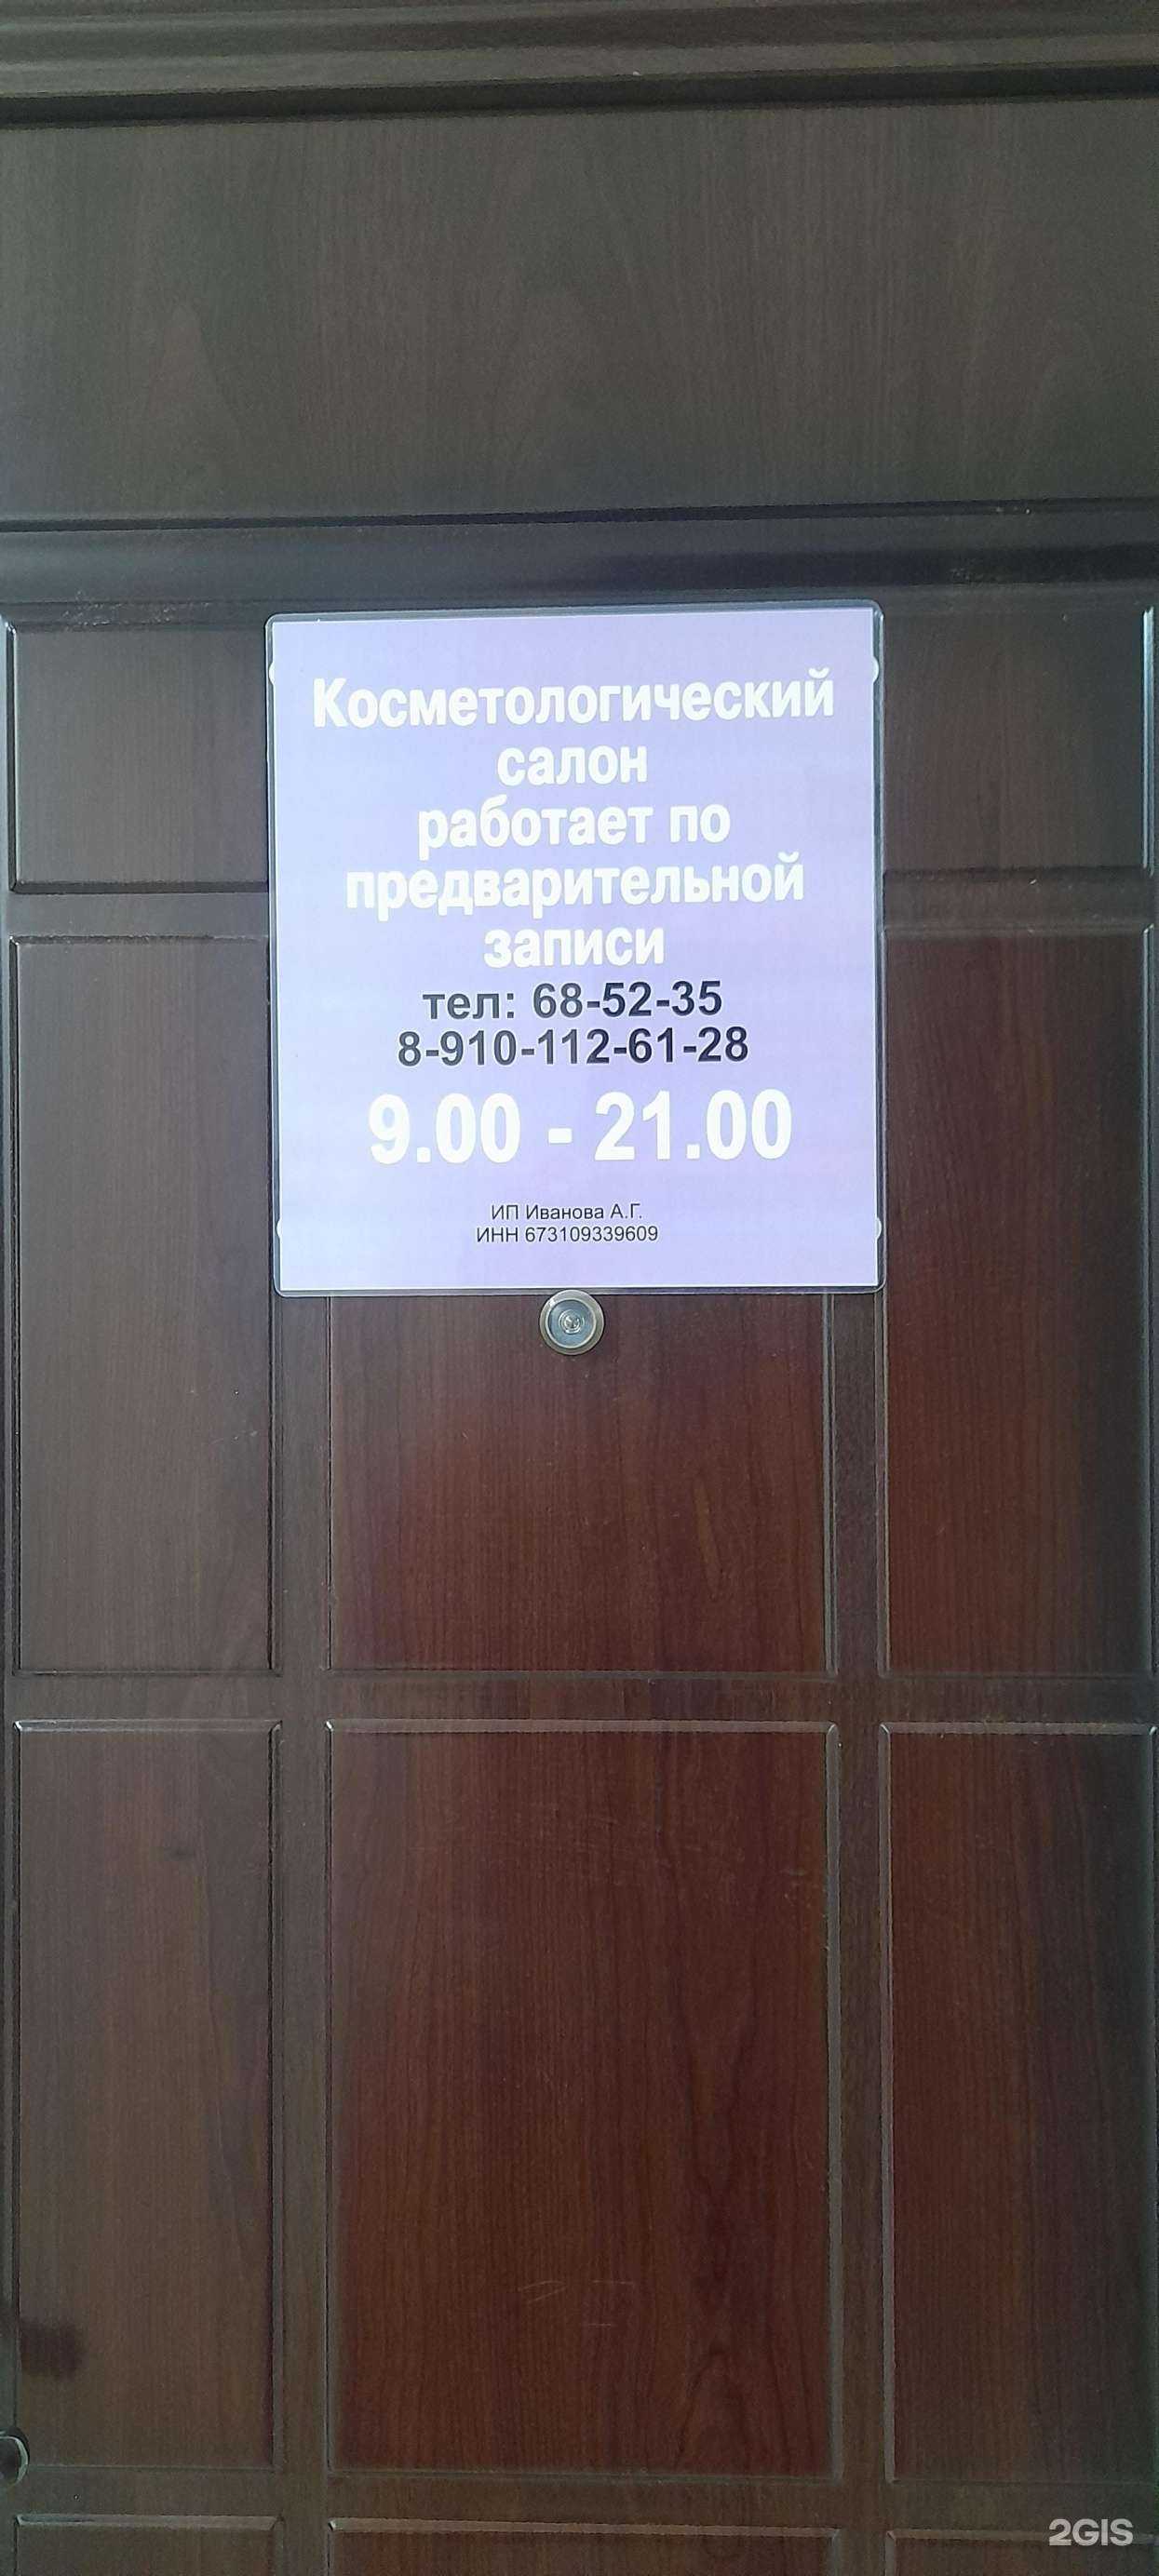 Косметологический
салон
работает по
предварительной
записи
тел: 68-52-35
8-910-112-61-28
9.00 - 21.00
ИП Иванова А.Г.
ИНН 673109339609
2GIS